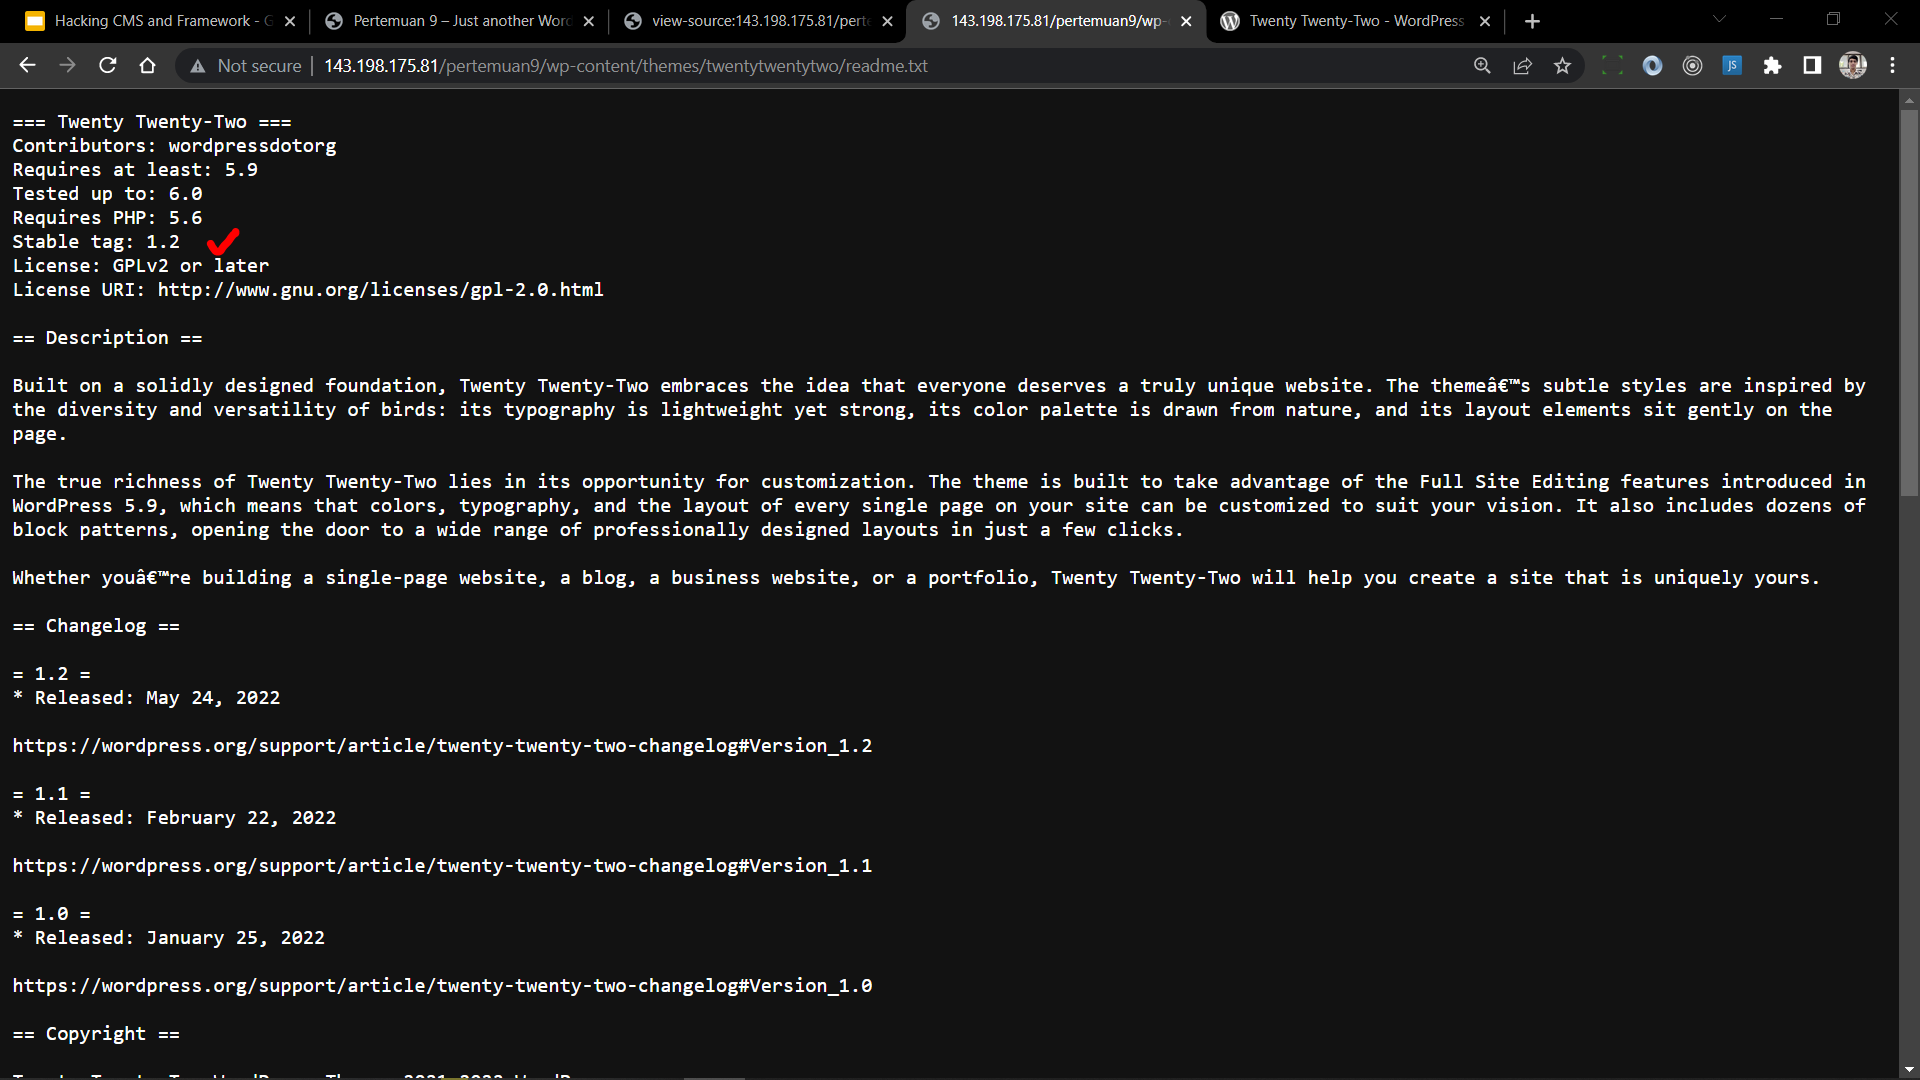 Hacking CMS and Framework - G
Pertemuan 9 – Just another Word
view-source:143.198.175.81/perte
143.198.175.81/pertemuan9/wp-
Twenty Twenty-Two - WordPress
Not secure
143.198.175.81/pertemuan9/wp-content/themes/twentytwentytwo/readme.txt
JS
=== Twenty Twenty-Two ===
Contributors: wordpressdotorg
Requires at least: 5.9
Tested up to: 6.0
Requires PHP: 5.6
Stable tag: 1.2
License: GPLv2 or later
License URI: http://www.gnu.org/licenses/gpl-2.0.html
== Description ==
Built on a solidly designed foundation, Twenty Twenty-Two embraces the idea that everyone deserves a truly unique website. The themeâ€™s subtle styles are inspired by
the diversity and versatility of birds: its typography is lightweight yet strong, its color palette is drawn from nature, and its layout elements sit gently on the
page.
The true richness of Twenty Twenty-Two lies in its opportunity for customization. The theme is built to take advantage of the Full Site Editing features introduced in
WordPress 5.9, which means that colors, typography, and the layout of every single page on your site can be customized to suit your vision. It also includes dozens of
block patterns, opening the door to a wide range of professionally designed layouts in just a few clicks.
Whether youâ€™re building a single-page website, a blog, a business website, or a portfolio, Twenty Twenty-Two will help you create a site that is uniquely yours.
== Changelog ==
= 1.2 =
* Released: May 24, 2022
https://wordpress.org/support/article/twenty-twenty-two-changelog#Version_1.2
= 1.1 =
* Released: February 22, 2022
https://wordpress.org/support/article/twenty-twenty-two-changelog#Version_1.1
= 1.0 =
* Released: January 25, 2022
https://wordpress.org/support/article/twenty-twenty-two-changelog#Version_1.0
== Copyright ==